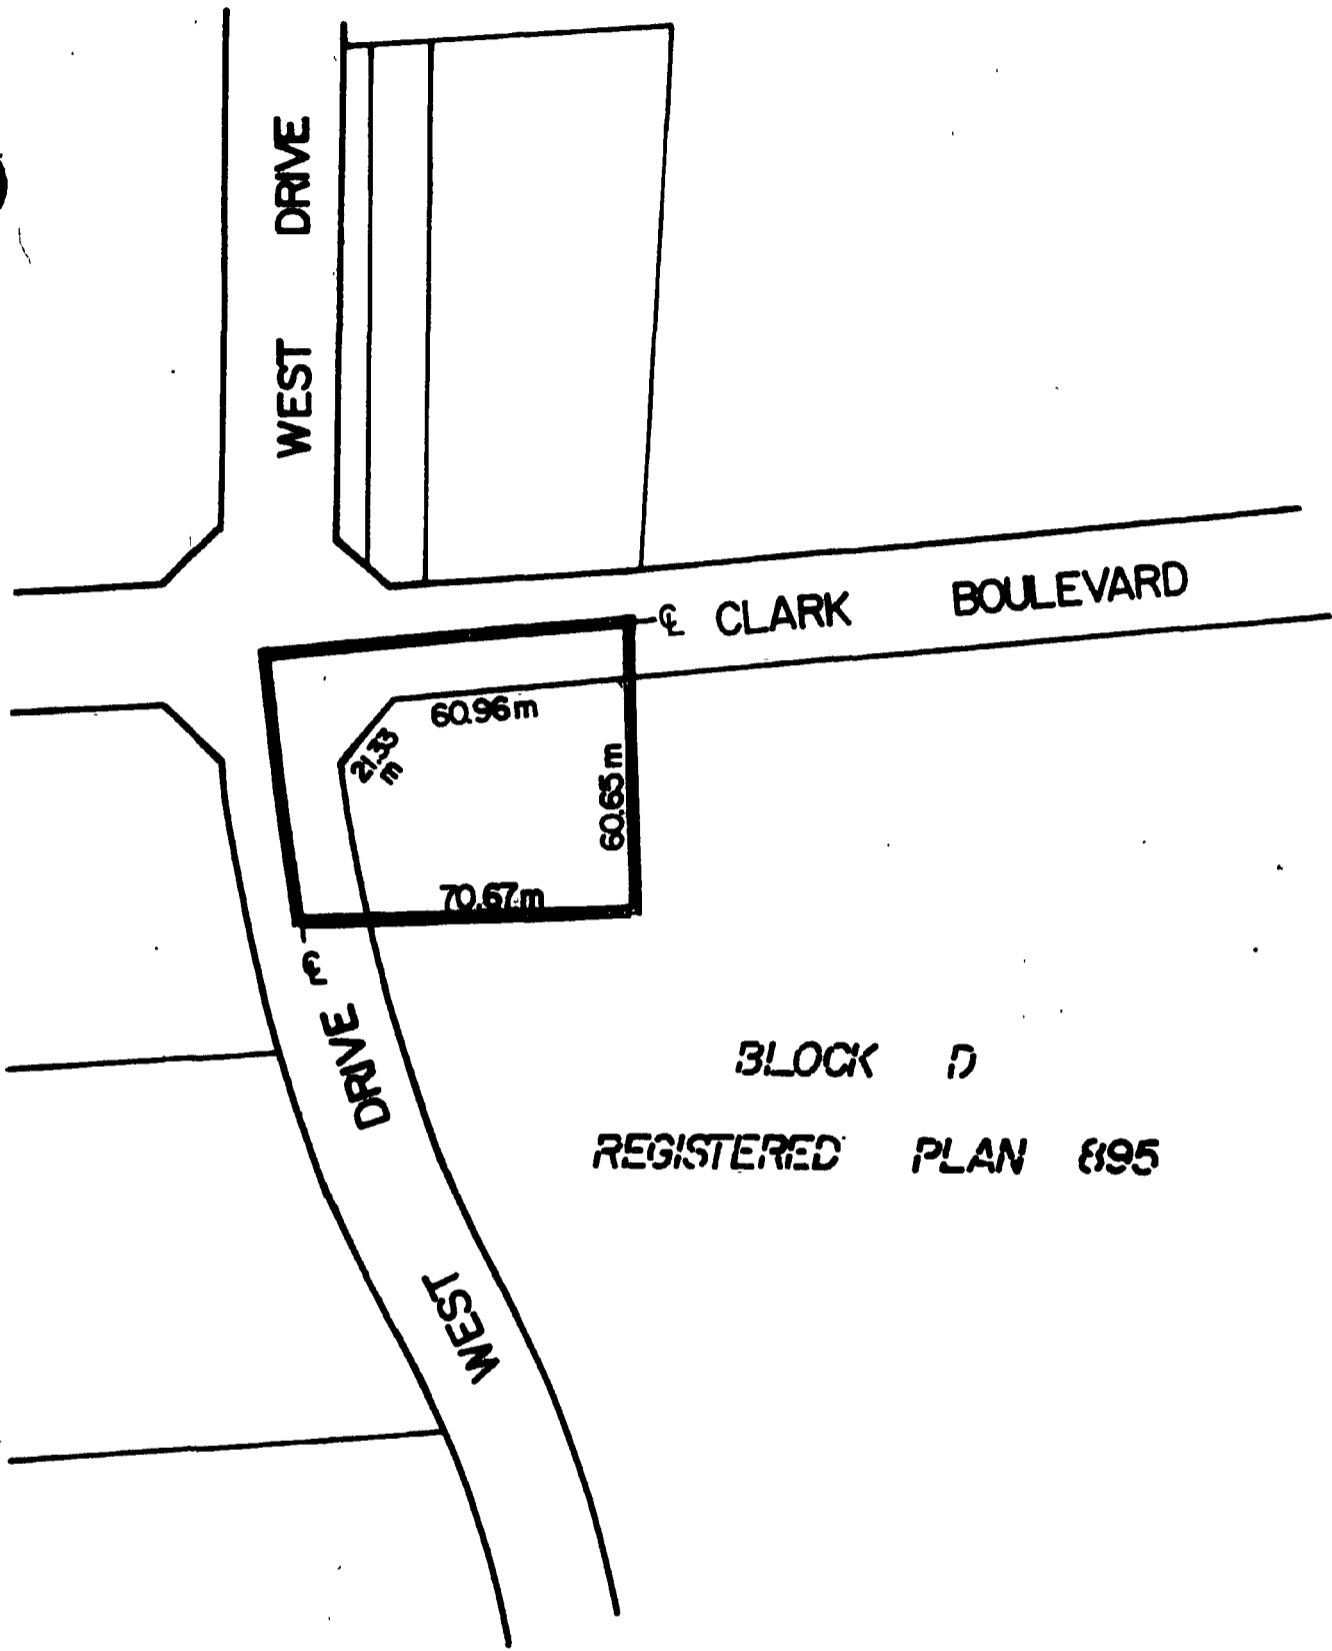 WEST DRIVE
℄ CLARK BOULEVARD
60.96m
21.33
m
60.65m
70.67m
℄
WEST DRIVE
BLOCK D
REGISTERED PLAN 895